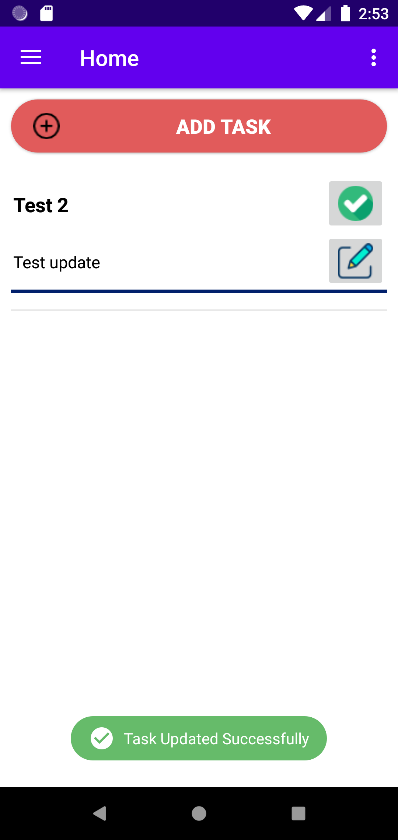 2:53
Home
ADD TASK
Test 2
Test update
Task Updated Successfully